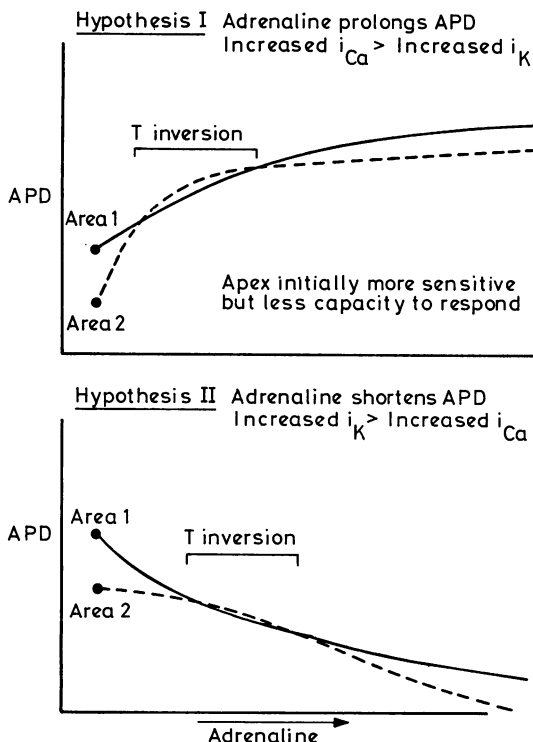 Hypothesis I Adrenaline prolongs APD
Increased iCa > Increased iK
T inversion
APD
Area 1
Area 2
Apex initially more sensitive
but less capacity to respond
Hypothesis II Adrenaline shortens APD
Increased iK > Increased iCa
Area 1
T inversion
APD
Area 2
Adrenaline